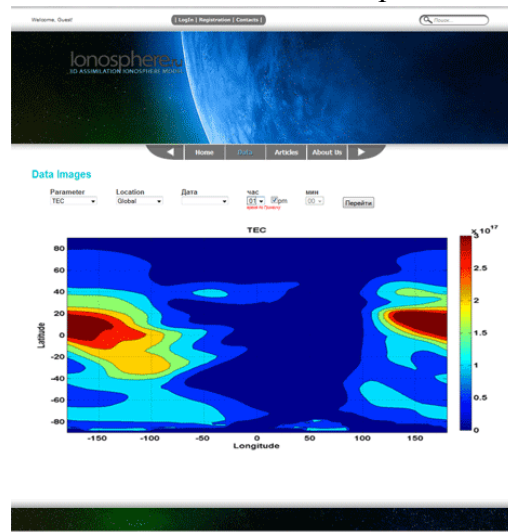 Welcome, Guest!
| LogIn | Registration | Contacts |
Поиск...
Ionosphere
3D ASSIMILATION IONOSPHERE MODEL
Home Data Articles About Us
Data Images
Parameter Location Дата час мин
TEC Global 01 pm 00 Перейти
TEC
x 10^17
3
2.5
2
1.5
1
0.5
0
Latitude
80
60
40
20
0
-20
-40
-60
-80
-150 -100 -50 0 50 100 150
Longitude